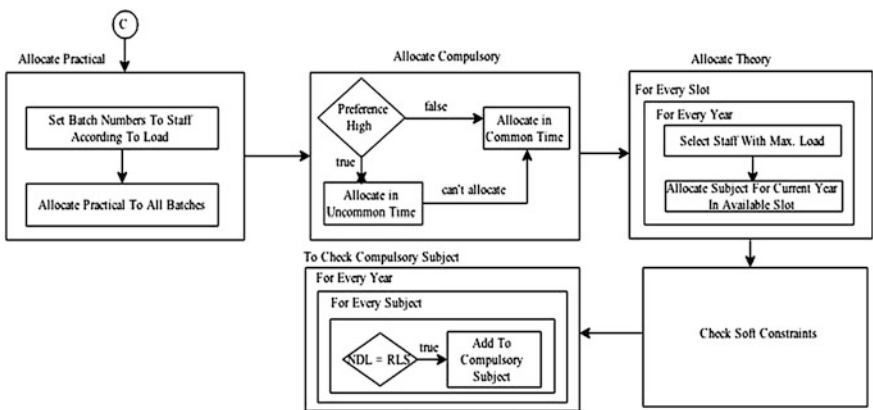 C
Allocate Practical
Set Batch Numbers To Staff
According To Load
Allocate Practical To All Batches
Allocate Compulsory
Preference
High
false
true
Allocate in
Common Time
Allocate in
Uncommon Time
can't allocate
Allocate Theory
For Every Slot
For Every Year
Select Staff With Max. Load
Allocate Subject For Current Year
In Available Slot
Check Soft Constraints
To Check Compulsory Subject
For Every Year
For Every Subject
NDL = RLS
true
Add To
Compulsory
Subject